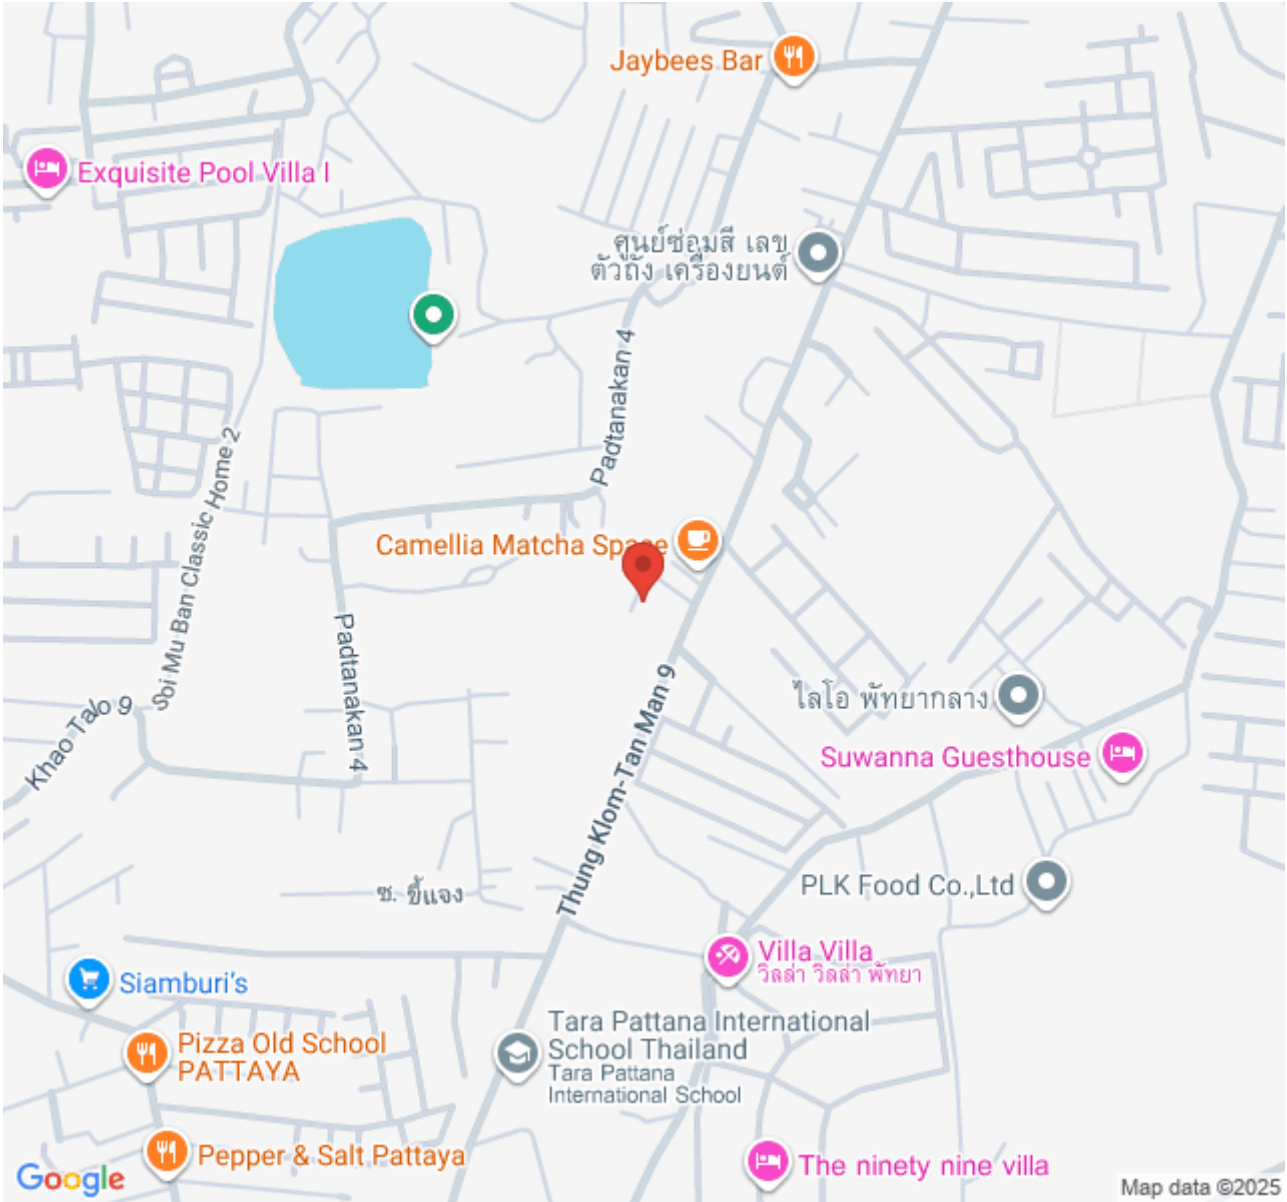 Jaybees Bar
Exquisite Pool Villa I
ศูนย์ซ่อมสี เลข
ตัวถัง เครื่องยนต์
Padtanakan 4
Soi Mu Ban Classic Home 2
Camellia Matcha Space
Padtanakan 4
Khao Talo 9
Thung Klom-Tan Man 9
ไลโอ พัทยากลาง
Suwanna Guesthouse
PLK Food Co.,Ltd
ซ. ขี้แจง
Villa Villa
วิลล่า วิลล่า พัทยา
Siamburi's
Tara Pattana International
School Thailand
Tara Pattana
International School
Pizza Old School
PATTAYA
Pepper & Salt Pattaya
The ninety nine villa
Google
Map data ©2025